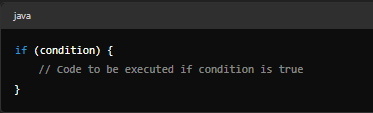 java
if (condition) {
    // Code to be executed if condition is true
}